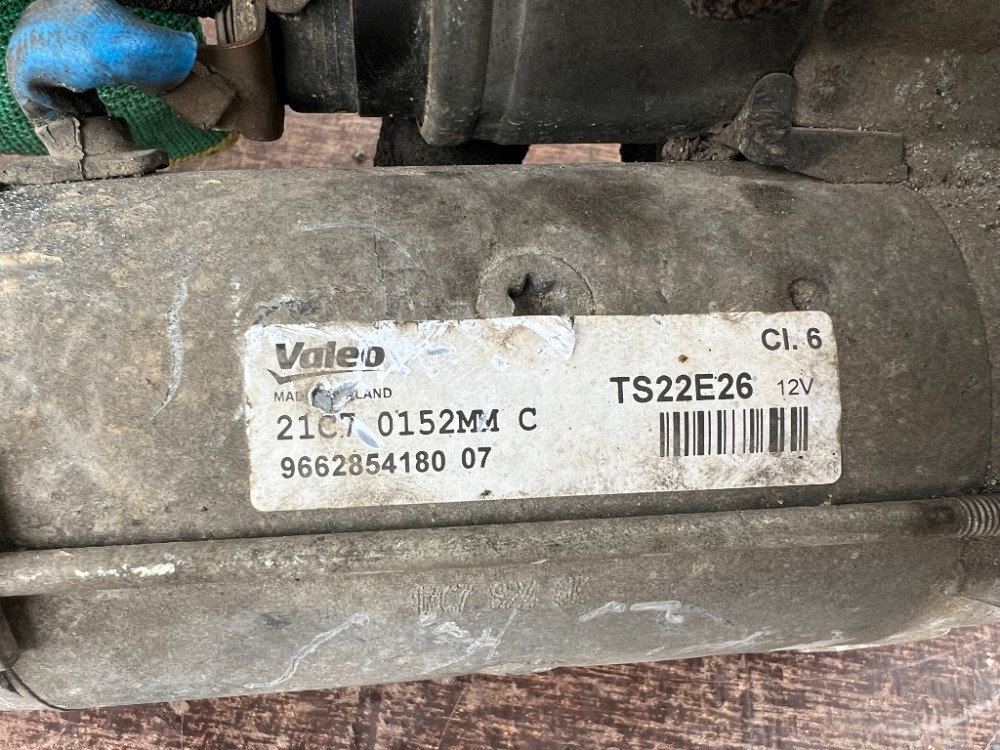 Valeo
Cl. 6
TS22E26 12V
21C7 0152MM C
9662854180 07